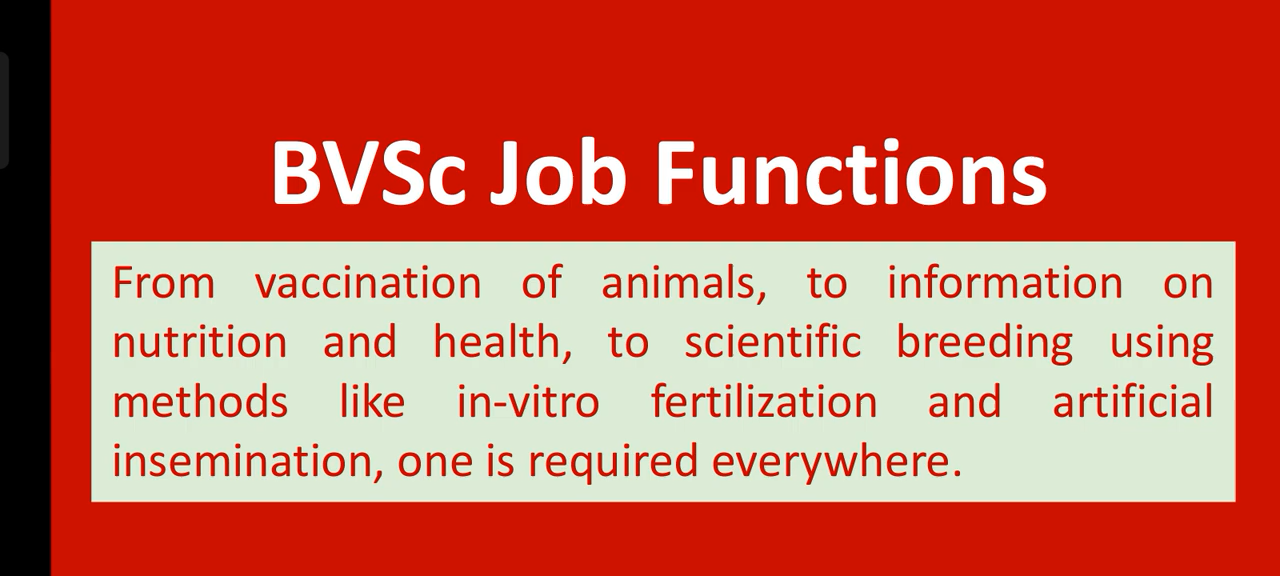 BVSc Job Functions
From vaccination of animals, to information on
nutrition and health, to scientific breeding using
methods like in-vitro fertilization and artificial
insemination, one is required everywhere.